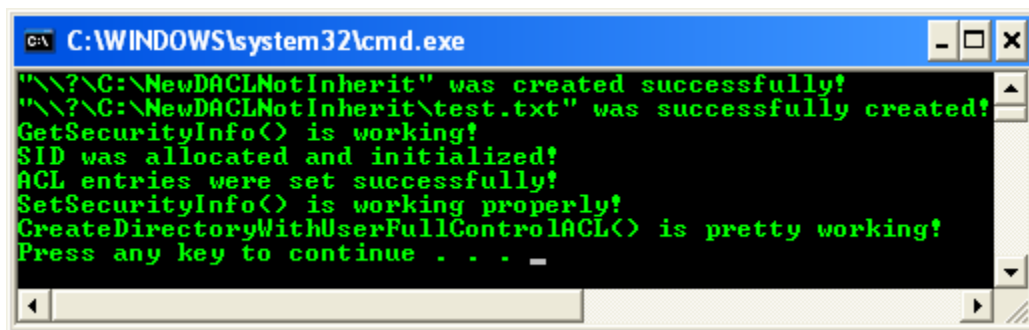 C:\WINDOWS\system32\cmd.exe
"\\?\C:\NewDACLNotInherit" was created successfully!
"\\?\C:\NewDACLNotInherit\test.txt" was successfully created!
GetSecurityInfo() is working!
SID was allocated and initialized!
ACL entries were set successfully!
SetSecurityInfo() is working properly!
CreateDirectoryWithUserFullControlACL() is pretty working!
Press any key to continue . . . _